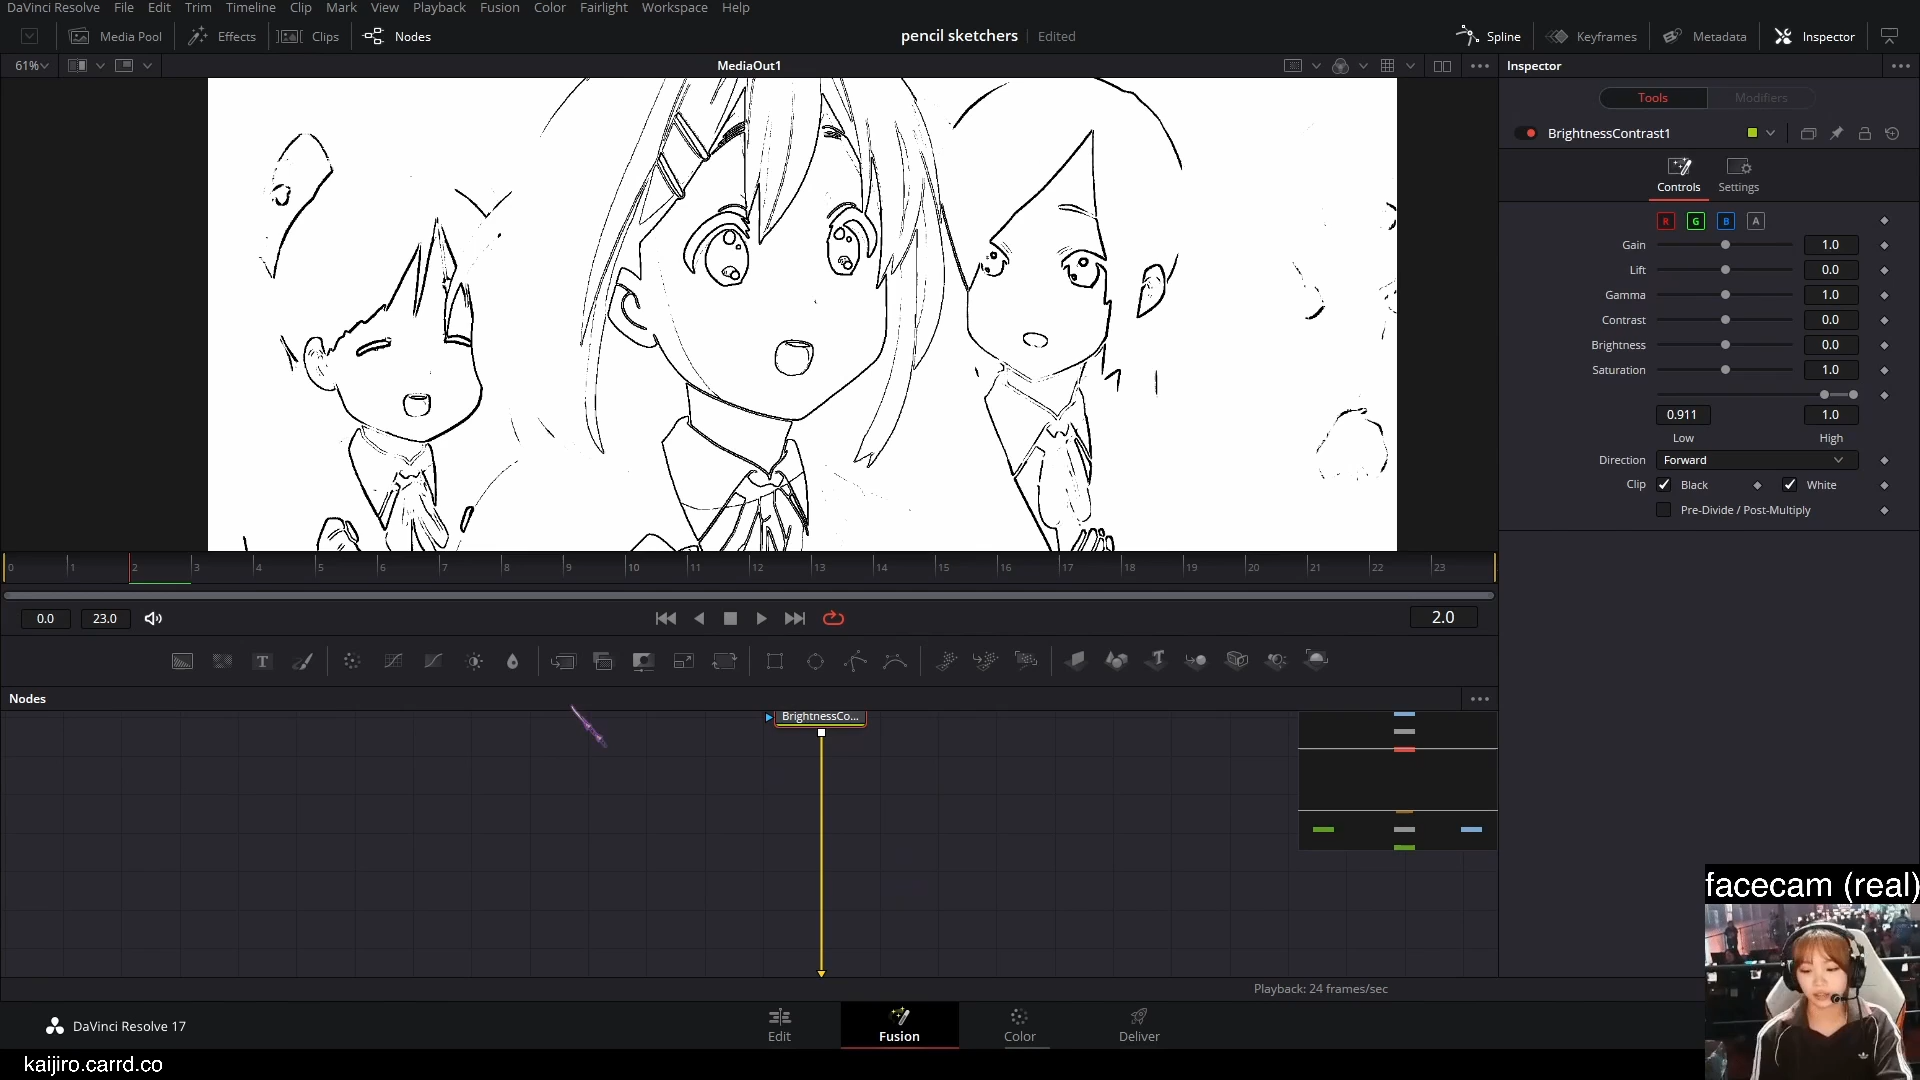 DaVinci Resolve File Edit Trim Timeline Clip Mark View Playback Fusion Color Fairlight Workspace Help
Media Pool Effects Clips Nodes pencil sketchers Edited Spline Keyframes Metadata Inspector
61% MediaOut1 Inspector
Tools Modifiers
BrightnessContrast1
Controls Settings
R G B A
Gain 1.0
Lift 0.0
Gamma 1.0
Contrast 0.0
Brightness 0.0
Saturation 1.0
0.911 1.0
Low High
Direction Forward
Clip Black White
Pre-Divide / Post-Multiply
0 1 2 3 4 5 6 7 8 9 10 11 12 13 14 15 16 17 18 19 20 21 22 23
0.0 23.0 2.0
T T
Nodes
BrightnessCo...
facecam (real)
Playback: 24 frames/sec
DaVinci Resolve 17 Edit Fusion Color Deliver
kaijiro.carrd.co